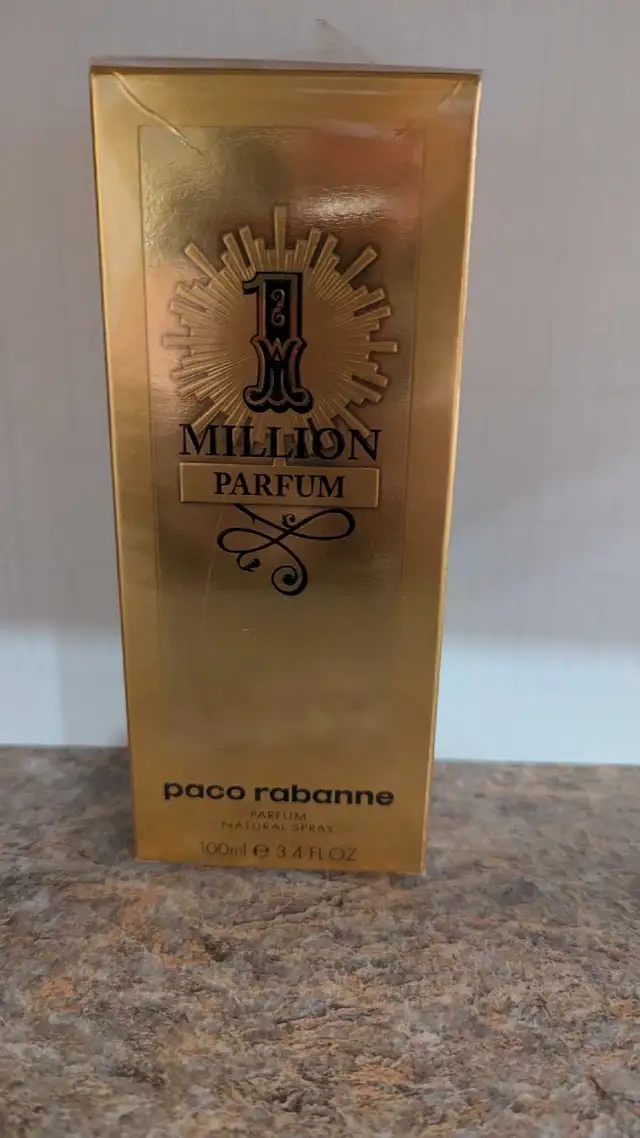 1
MILLION
PARFUM
paco rabanne
PARFUM
NATURAL SPRAY
100ml ℮ 3.4 FL OZ